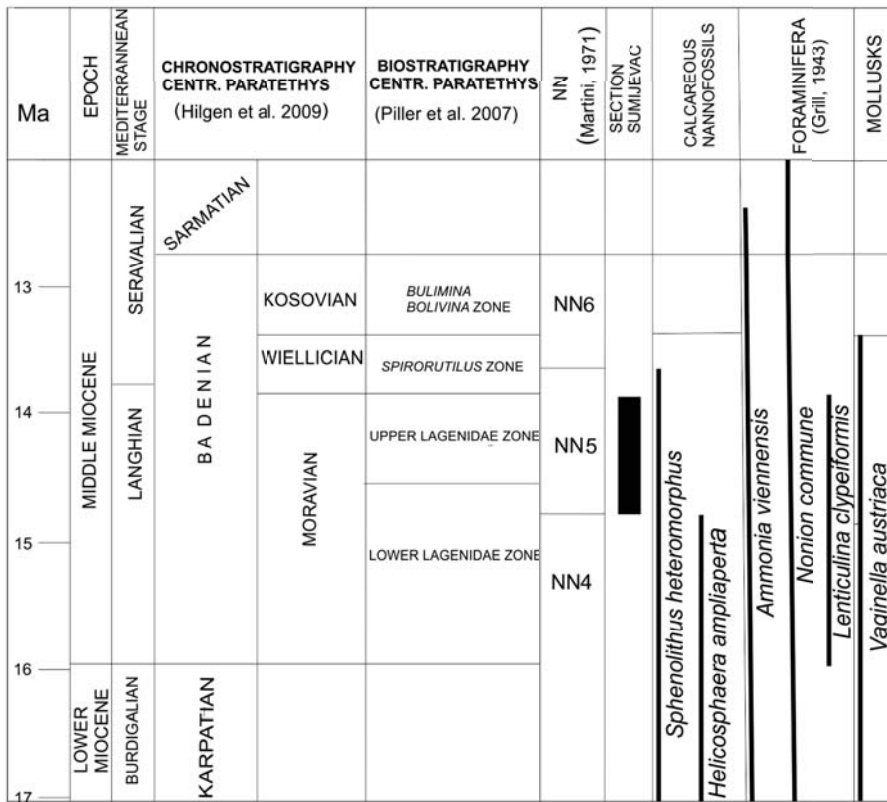 Ma
EPOCH
MEDITERRANNEAN
STAGE
CHRONOSTRATIGRAPHY
CENTR. PARATETHYS
(Hilgen et al. 2009)
BIOSTRATIGRAPHY
CENTR. PARATETHYS
(Piller et al. 2007)
NN
(Martini, 1971)
SECTION
SUMIJEVAC
CALCAREOUS
NANNOFOSSILS
FORAMINIFERA
(Grill, 1943)
MOLLUSKS
13
14
15
16
17
MIDDLE MIOCENE
LOWER
MIOCENE
SERAVALIAN
LANGHIAN
BURDIGALIAN
SARMATIAN
BA DENIAN
KARPATIAN
KOSOVIAN
WIELLICIAN
MORAVIAN
BULIMINA
BOLIVINA ZONE
SPIRORUTILUS ZONE
UPPER LAGENIDAE ZONE
LOWER LAGENIDAE ZONE
NN6
NN5
NN4
Sphenolithus heteromorphus
Helicosphaera ampliaperta
Ammonia viennensis
Nonion commune
Lenticulina clypeiformis
Vaginella austriaca